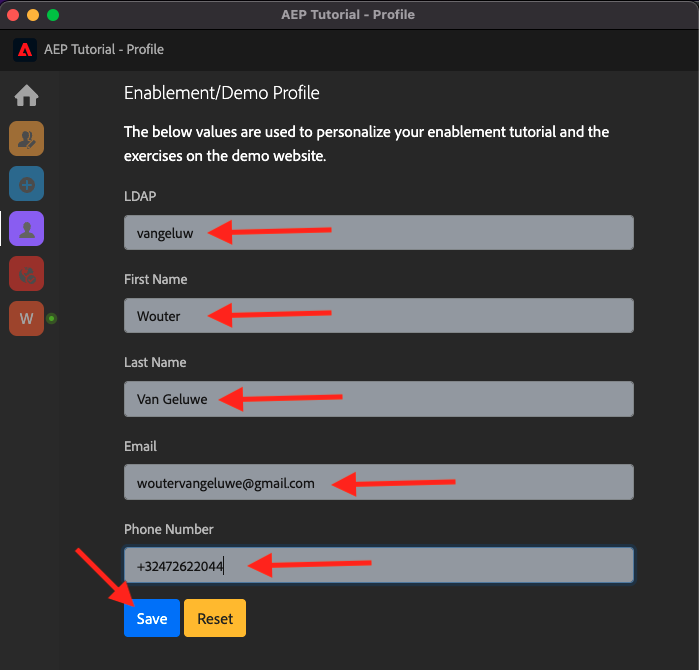 AEP Tutorial - Profile
AEP Tutorial - Profile
Enablement/Demo Profile
The below values are used to personalize your enablement tutorial and the
exercises on the demo website.
LDAP
vangeluw
First Name
Wouter
Last Name
Van Geluwe
Email
woutervangeluwe@gmail.com
Phone Number
+32472622044
W
Save Reset